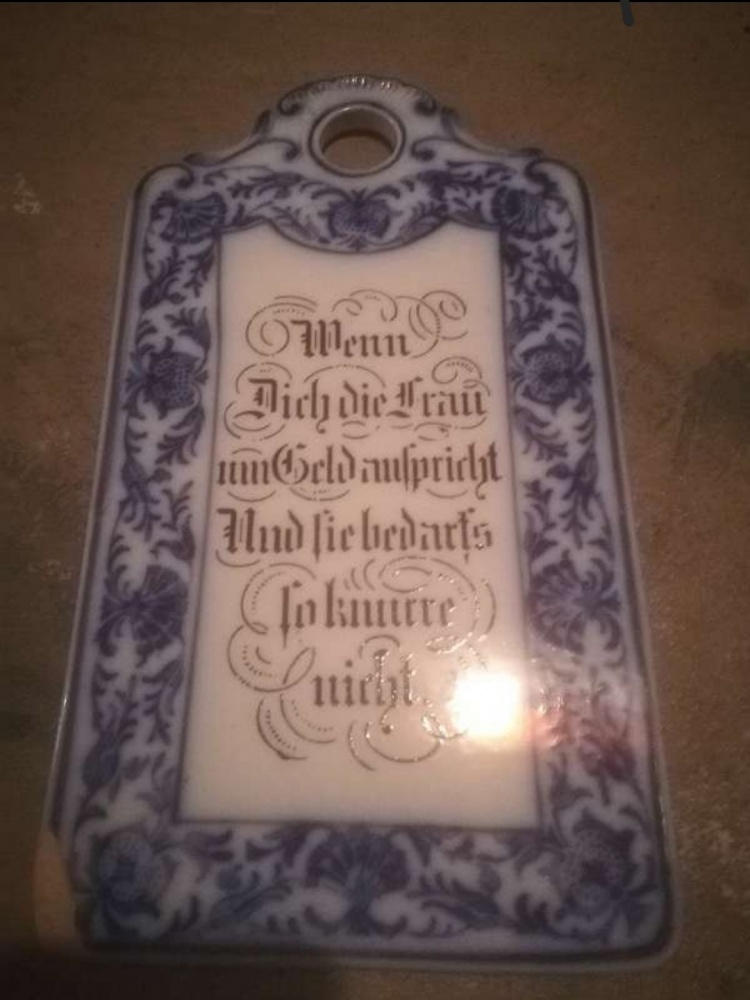 Wenn
Dich die Frau
um Geld anspricht
Und sie bedarfs
so knurre
nicht.